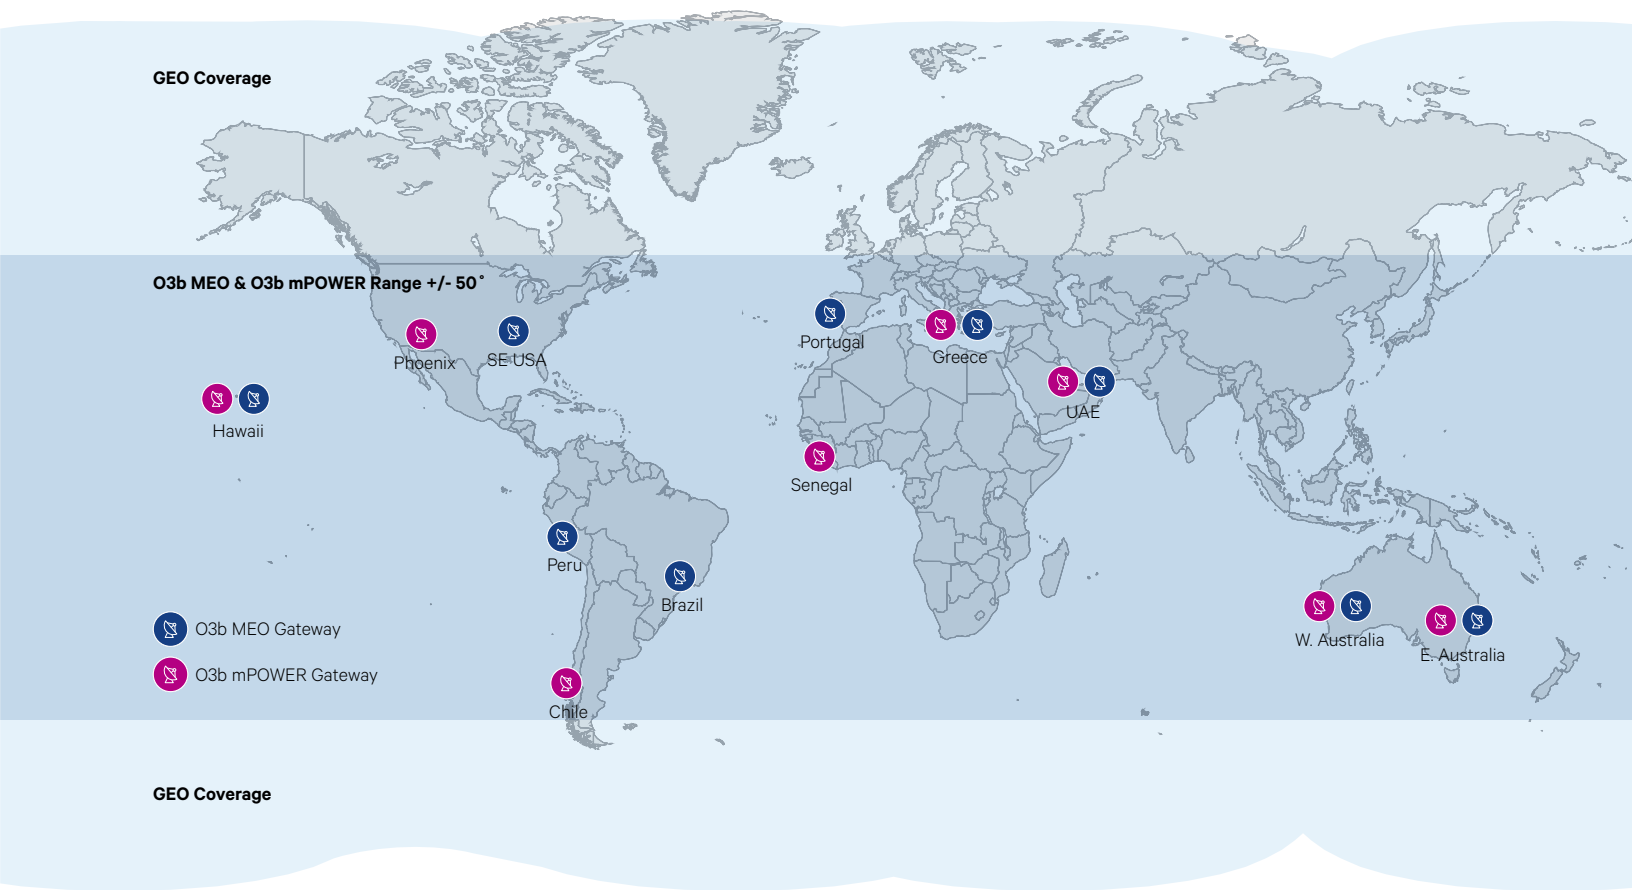 GEO Coverage
O3b MEO & O3b mPOWER Range +/- 50˚
Portugal
Greece
Phoenix
SE-USA
UAE
Hawaii
Senegal
Peru
Brazil
O3b MEO Gateway
W. Australia
E. Australia
O3b mPOWER Gateway
Chile
GEO Coverage